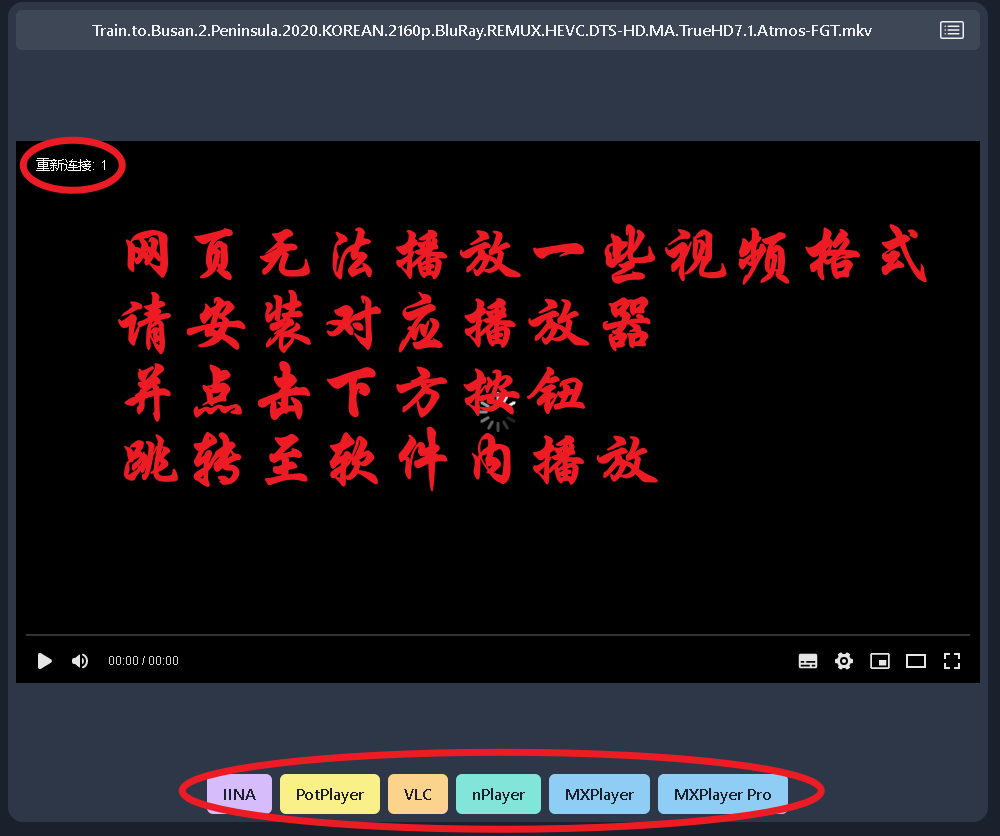 Train.to.Busan.2.Peninsula.2020.KOREAN.2160p.BluRay.REMUX.HEVC.DTS-HD.MA.TrueHD7.1.Atmos-FGT.mkv
重新连接: 1
网页无法播放一些视频格式
请安装对应播放器
并点击下方按钮
跳转至软件内播放
00:00 / 00:00
IINA PotPlayer VLC nPlayer MXPlayer MXPlayer Pro